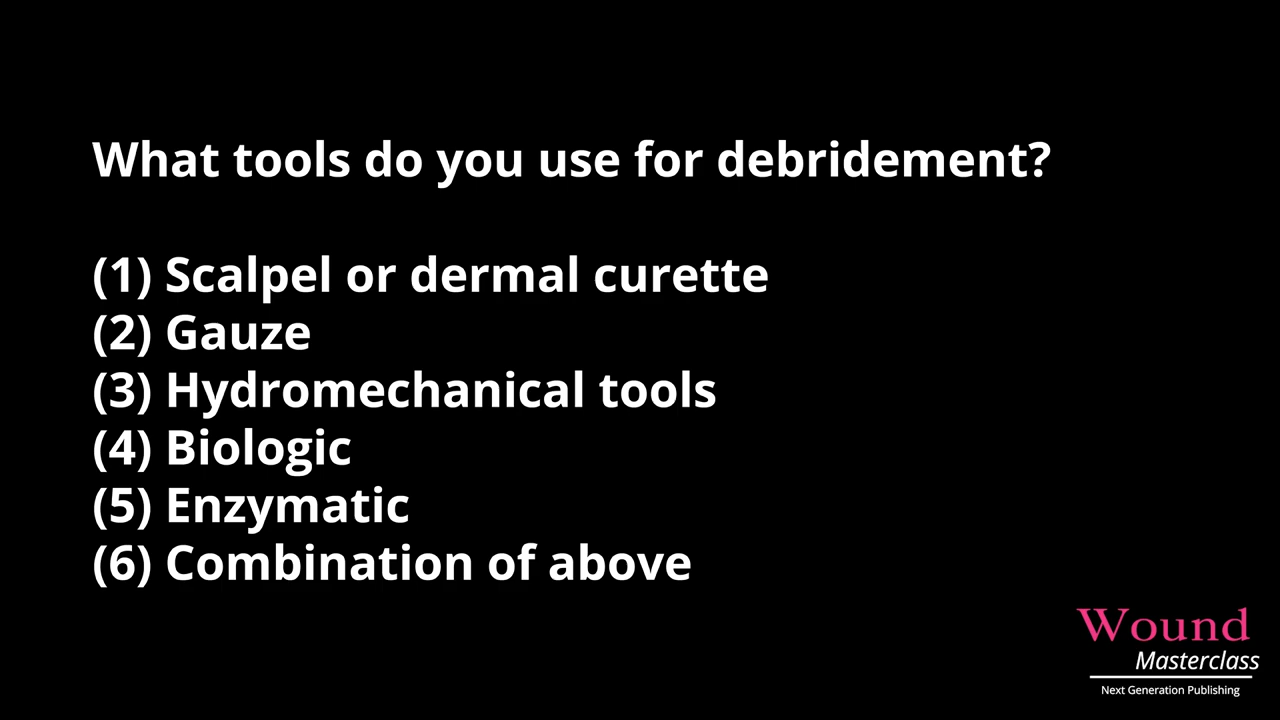 What tools do you use for debridement?
(1) Scalpel or dermal curette
(2) Gauze
(3) Hydromechanical tools
(4) Biologic
(5) Enzymatic
(6) Combination of above
Wound
Masterclass
Next Generation Publishing